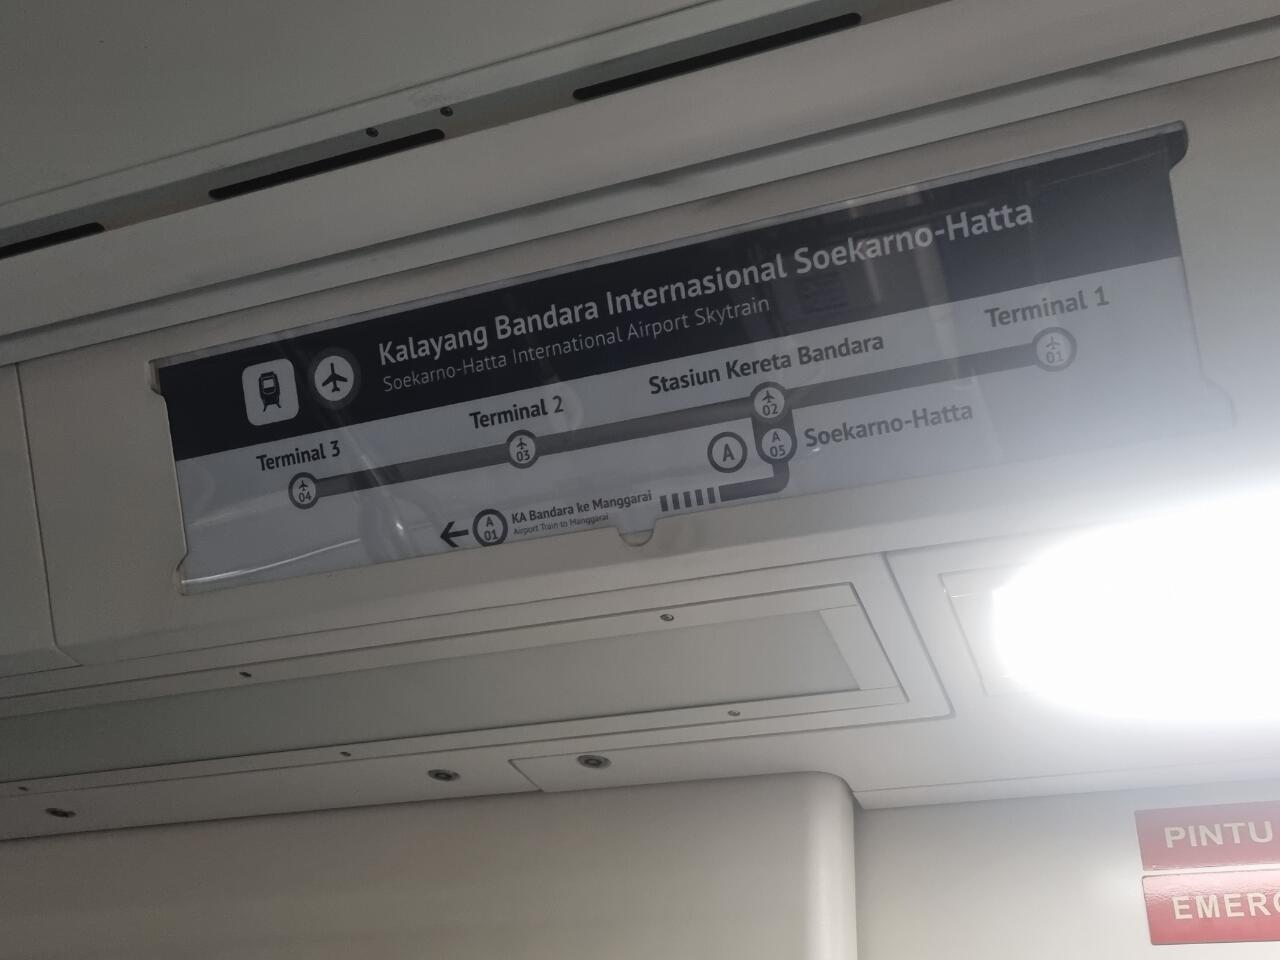 Kalayang Bandara Internasional Soekarno-Hatta
Soekarno-Hatta International Airport Skytrain
Terminal 3
04
Terminal 2
03
Stasiun Kereta Bandara
02
Terminal 1
01
A
A
05
Soekarno-Hatta
A
01
KA Bandara ke Manggarai
Airport Train to Manggarai
PINTU